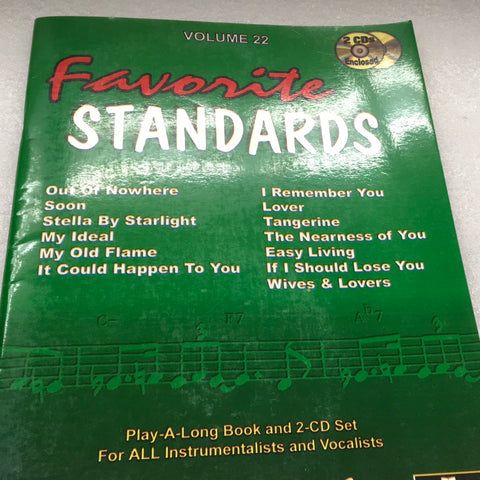 VOLUME 22
2 CDs
Enclosed
Favorite
STANDARDS
Out Of Nowhere
Soon
Stella By Starlight
My Ideal
My Old Flame
It Could Happen To You
I Remember You
Lover
Tangerine
The Nearness of You
Easy Living
If I Should Lose You
Wives & Lovers
C- F7 A♭7
Play-A-Long Book and 2-CD Set
For ALL Instrumentalists and Vocalists